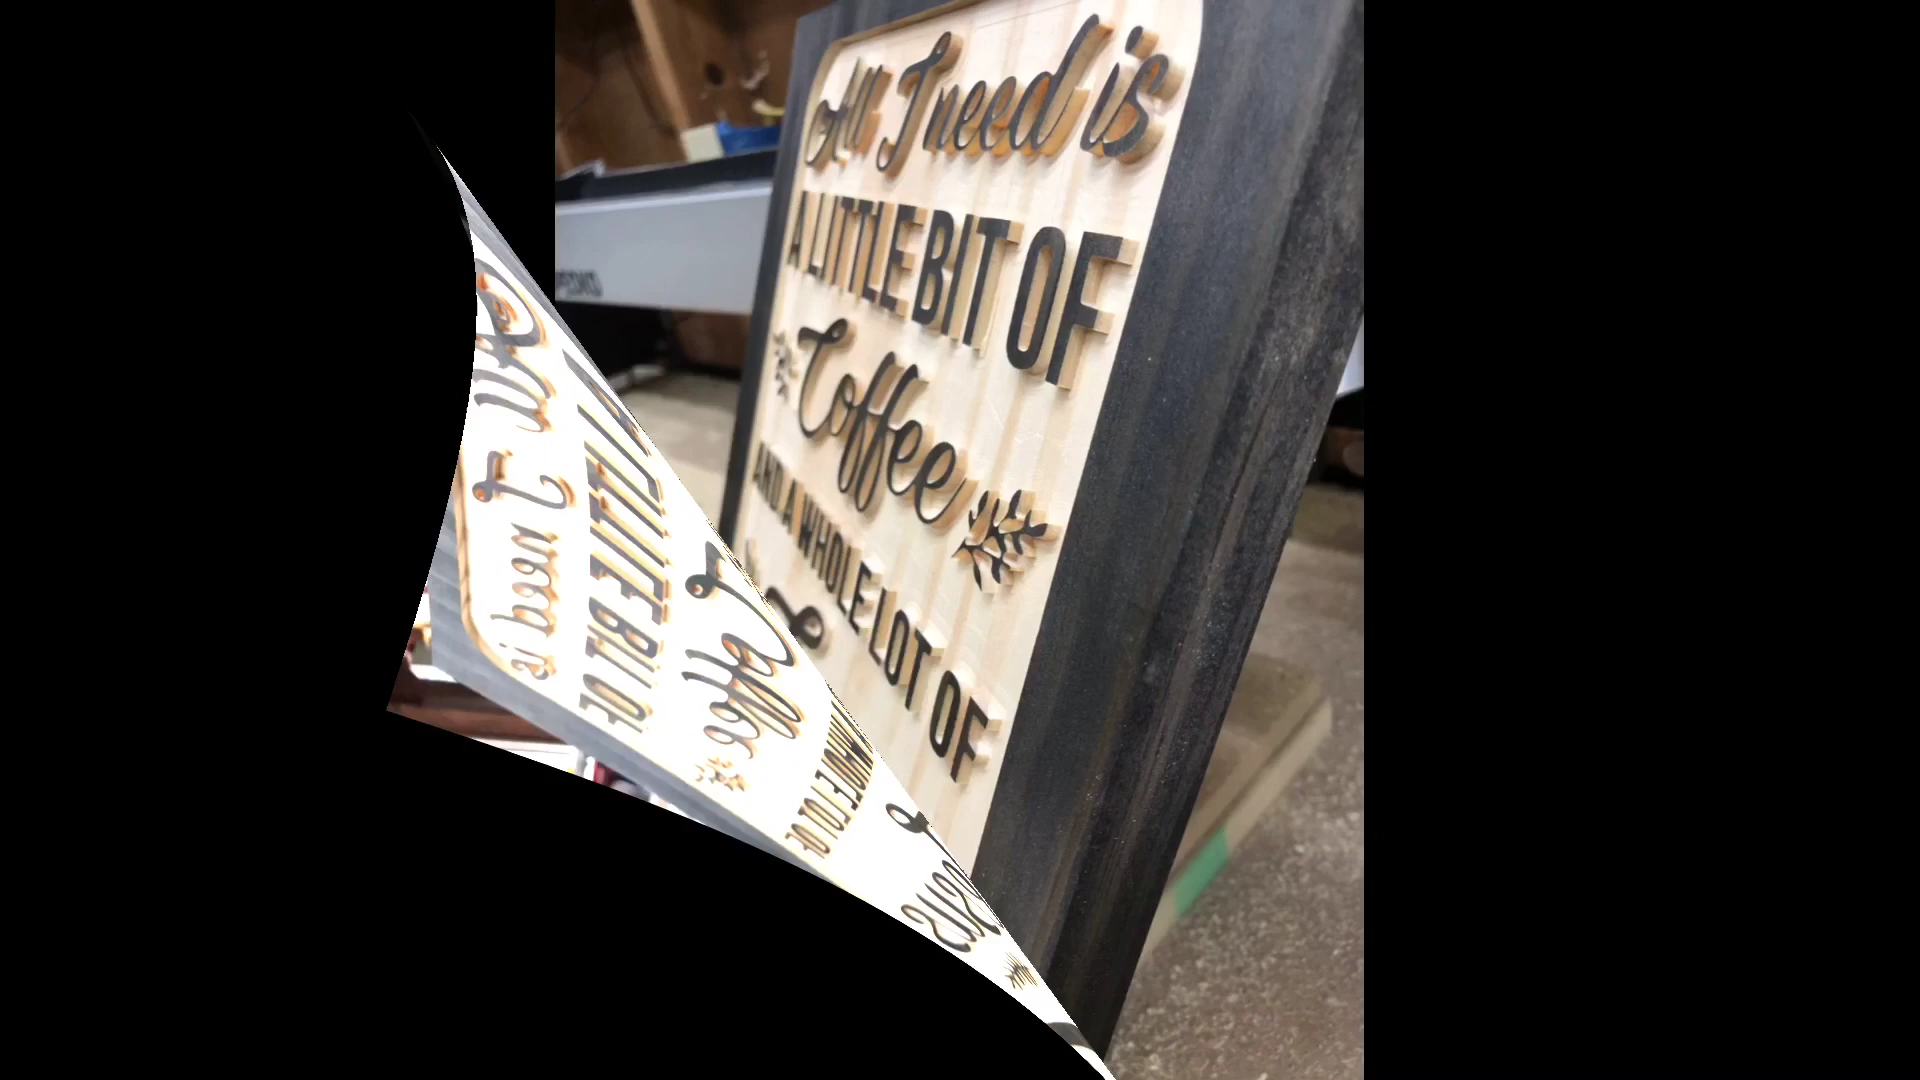 All I need is
A LITTLE BIT OF
Coffee
AND A WHOLE LOT OF